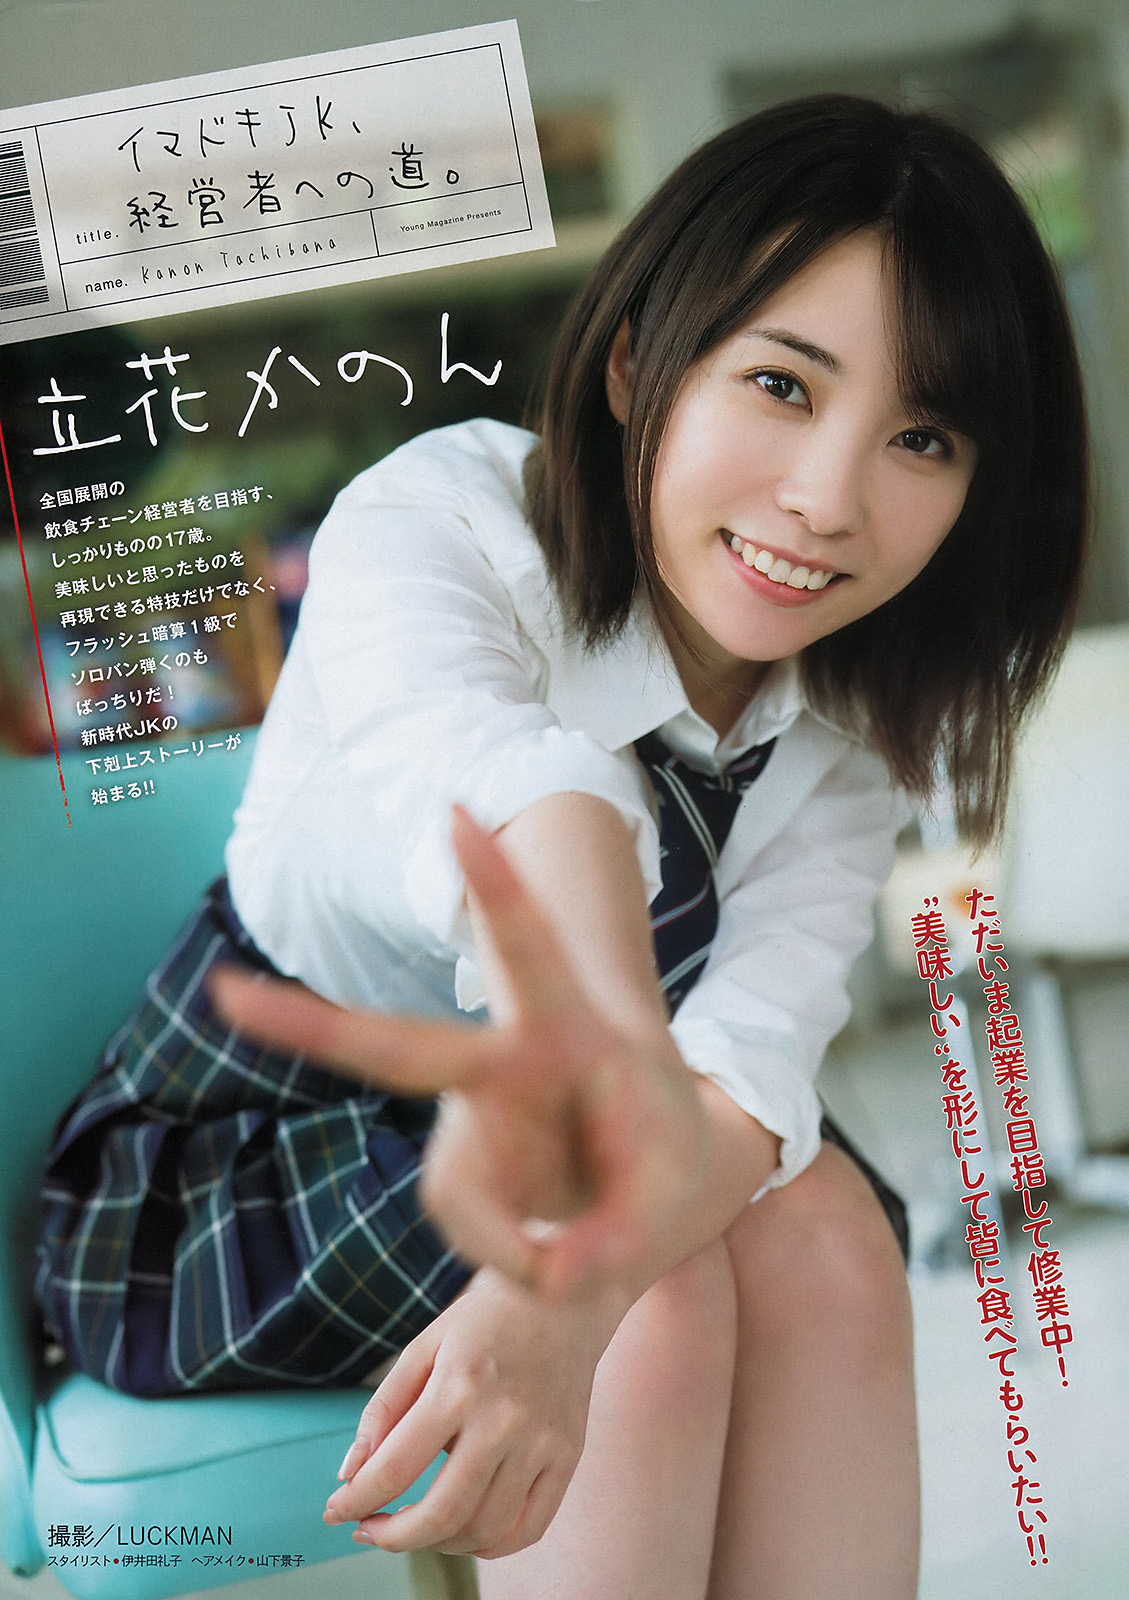 イマドキJK、
経営者への道。
title.
name. Kanon Tachibana
Young Magazine Presents
立花かのん
全国展開の
飲食チェーン経営者を目指す、
しっかりものの17歳。
美味しいと思ったものを
再現できる特技だけでなく、
フラッシュ暗算1級で
ソロバン弾くのも
ばっちりだ！
新時代JKの
下剋上ストーリーが
始まる!!
ただいま起業を目指して修業中！
”美味しい“を形にして皆に食べてもらいたい!!
撮影／LUCKMAN
スタイリスト●伊井田礼子 ヘアメイク●山下景子